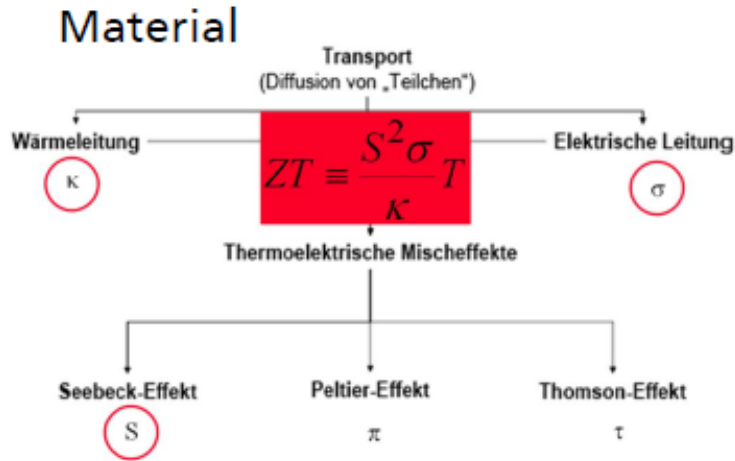 Material
Transport
(Diffusion von „Teilchen“)
Wärmeleitung
Elektrische Leitung
κ
ZT ≡ S²σ/κ T
σ
Thermoelektrische Mischeffekte
Seebeck-Effekt
Peltier-Effekt
Thomson-Effekt
S
π
τ